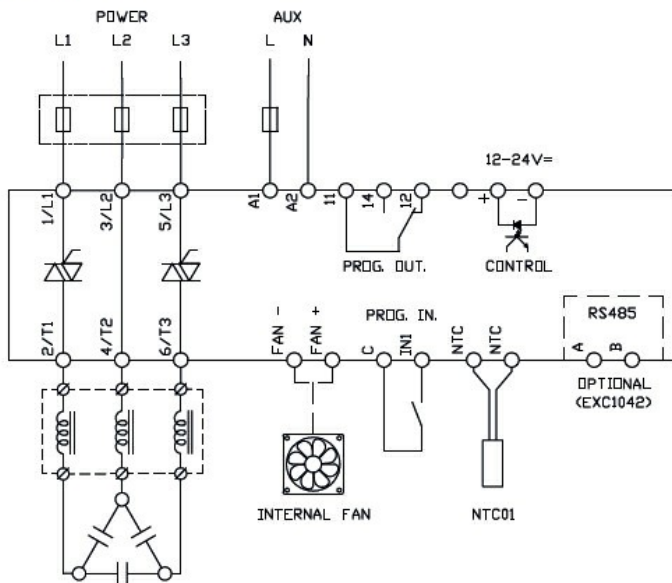 POWER
AUX
L1 L2 L3 L N
12-24V=
1/L1 3/L2 5/L3 A1 A2 11 14 12 + -
PROG. OUT. CONTROL
2/T1 4/T2 6/T3 FAN - FAN + PROG. IN. C IN1 NTC NTC RS485 A B
OPTIONAL
(EXC1042)
INTERNAL FAN
NTC01